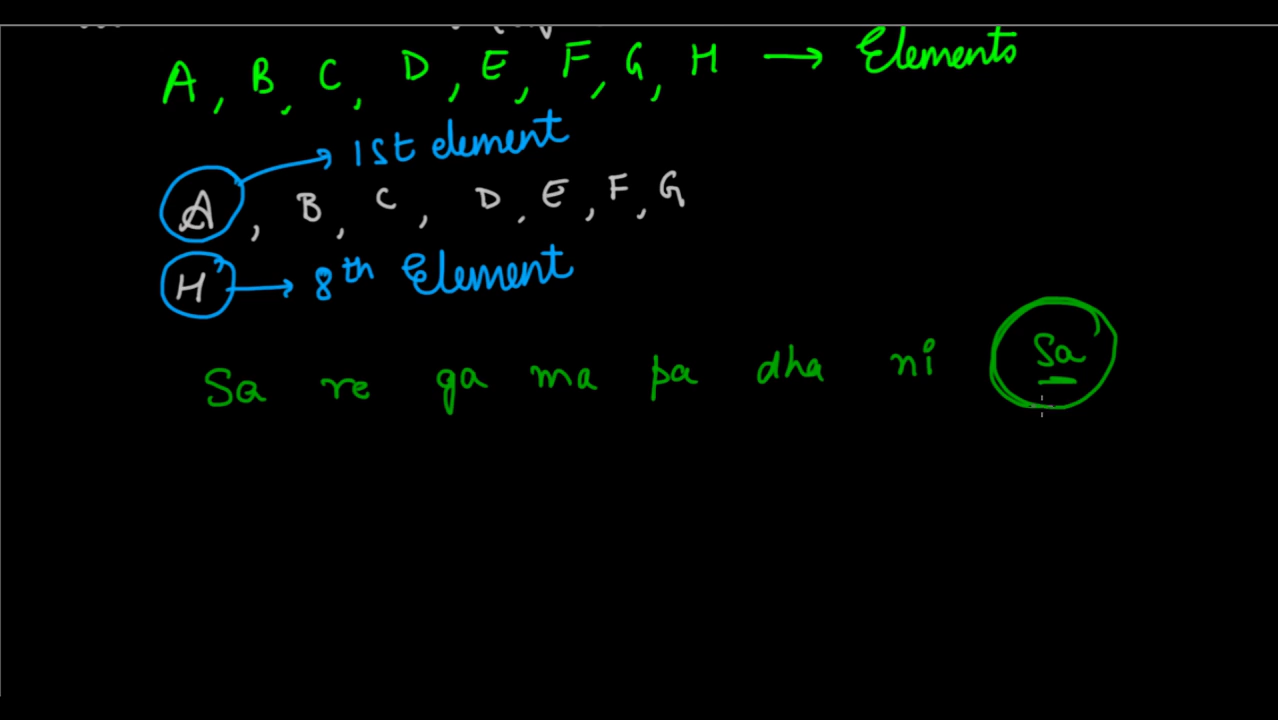 A, B, C, D, E, F, G, H → Elements
→ 1st element
A, B, C, D, E, F, G
H → 8th Element
Sa re ga ma pa dha ni Sa'